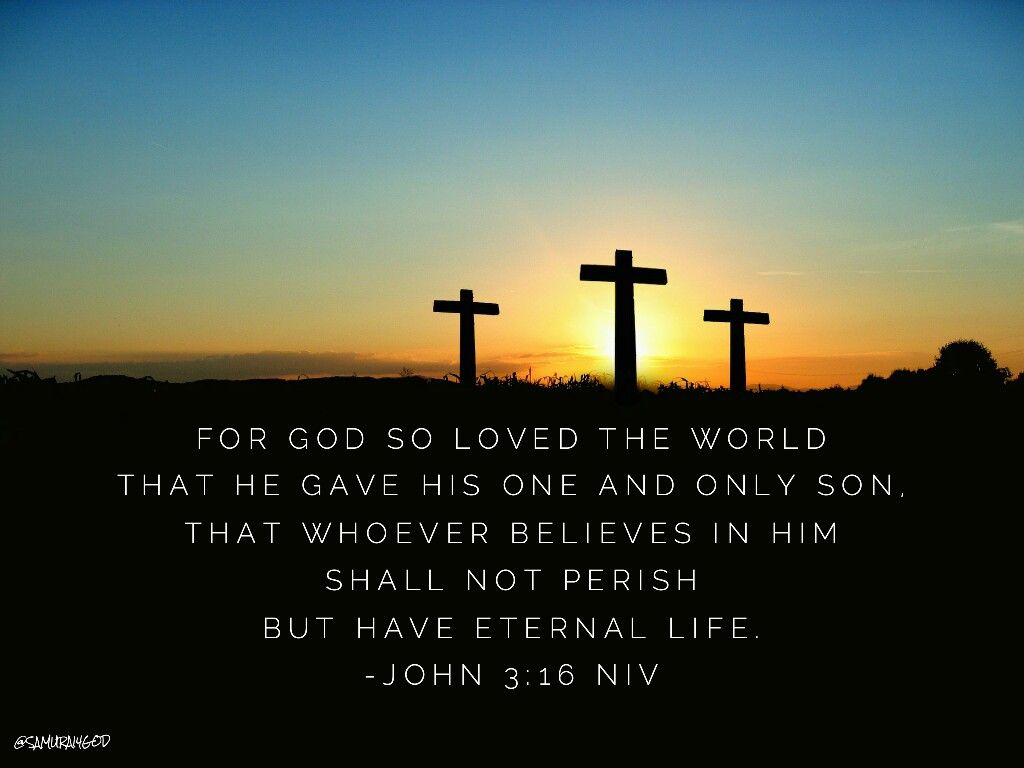 FOR GOD SO LOVED THE WORLD
THAT HE GAVE HIS ONE AND ONLY SON,
THAT WHOEVER BELIEVES IN HIM
SHALL NOT PERISH
BUT HAVE ETERNAL LIFE.
-JOHN 3:16 NIV
@SAMURAI4GOD